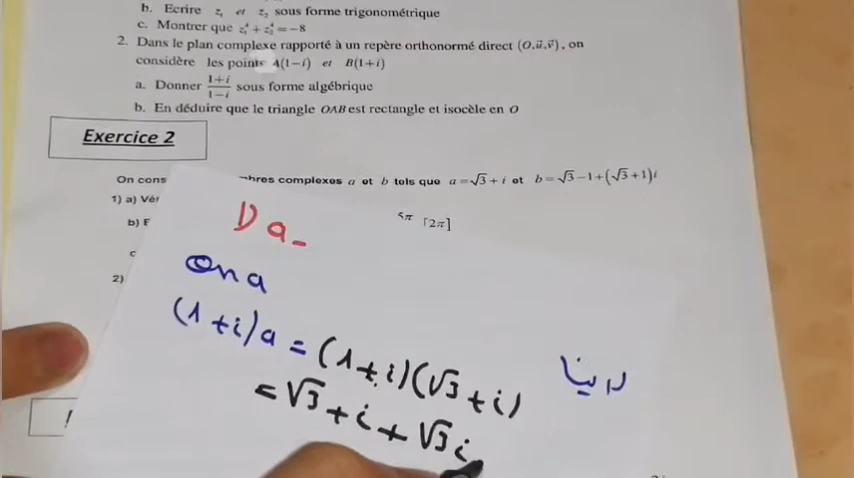 b. Ecrire z₁ et z₂ sous forme trigonométrique
c. Montrer que z₁⁴ + z₂⁴ = −8
2. Dans le plan complexe rapporté à un repère orthonormé direct (O,u⃗,v⃗), on
considère les points A(1−i) et B(1+i)
a. Donner (1+i)/(1−i) sous forme algébrique
b. En déduire que le triangle OAB est rectangle et isocèle en O
Exercice 2
On cons bres complexes a et b tels que a = √3 + i et b = √3 − 1 + (√3 + 1)i
1) a) Vér
b) E 5π [2π]
c
2)
1) a_
On a
(1+i)a = (1+i)(√3+i)
= √3 + i + √3i
لدينا